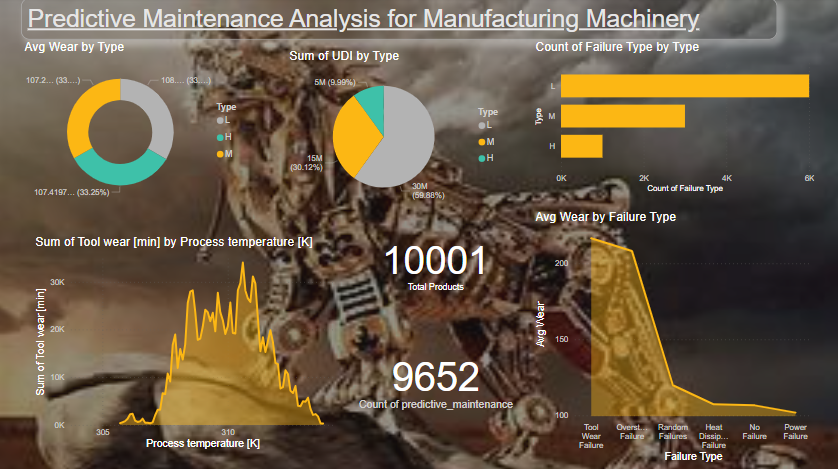 Predictive Maintenance Analysis for Manufacturing Machinery
Avg Wear by Type
107.2... (33....)
108.... (33....)
107.4197... (33.25%)
Type
L
H
M
Sum of UDI by Type
5M (9.99%)
15M
(30.12%)
30M
(59.88%)
Type
L
M
H
Count of Failure Type by Type
Type
L
M
H
0K
2K
4K
6K
Count of Failure Type
Sum of Tool wear [min] by Process temperature [K]
Sum of Tool wear [min]
30K
20K
10K
0K
305
310
Process temperature [K]
10001
Total Products
9652
Count of predictive_maintenance
Avg Wear by Failure Type
Avg Wear
200
150
100
Tool
Wear
Failure
Overst...
Failure
Random
Failures
Heat
Dissip...
Failure
No
Failure
Power
Failure
Failure Type